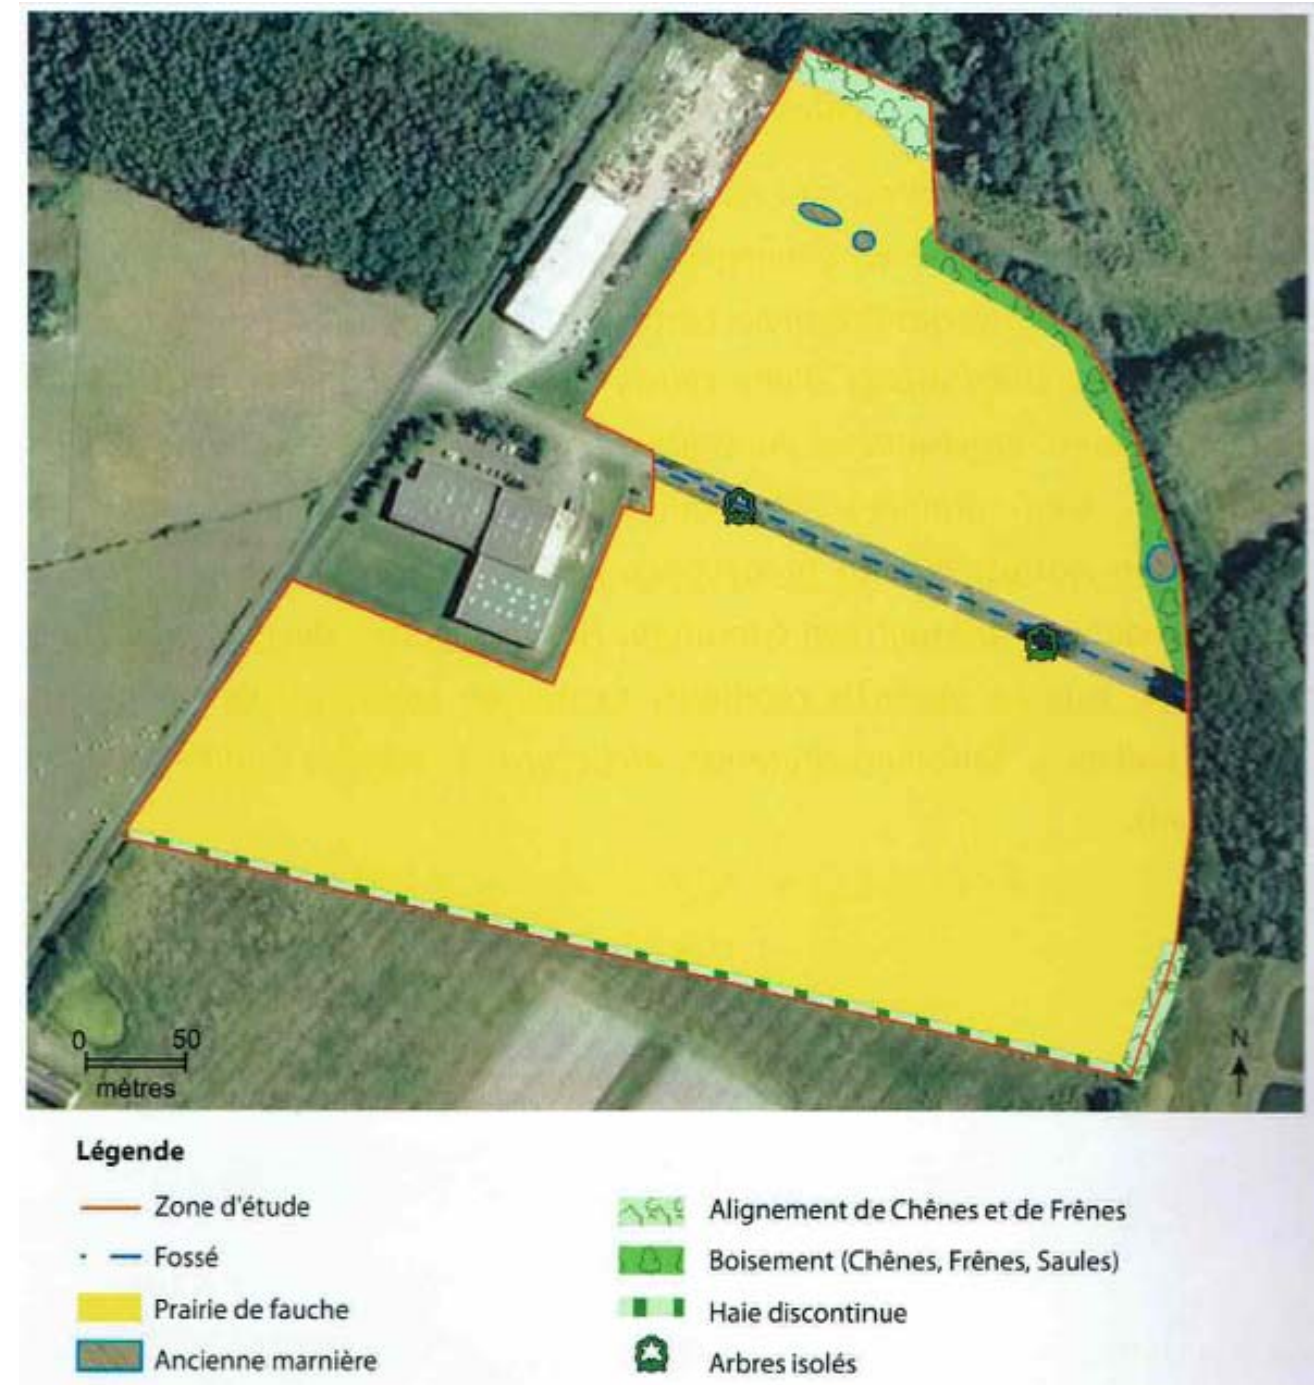 0 50
mètres
N
Légende
Zone d'étude
Fossé
Prairie de fauche
Ancienne marnière
Alignement de Chênes et de Frênes
Boisement (Chênes, Frênes, Saules)
Haie discontinue
Arbres isolés